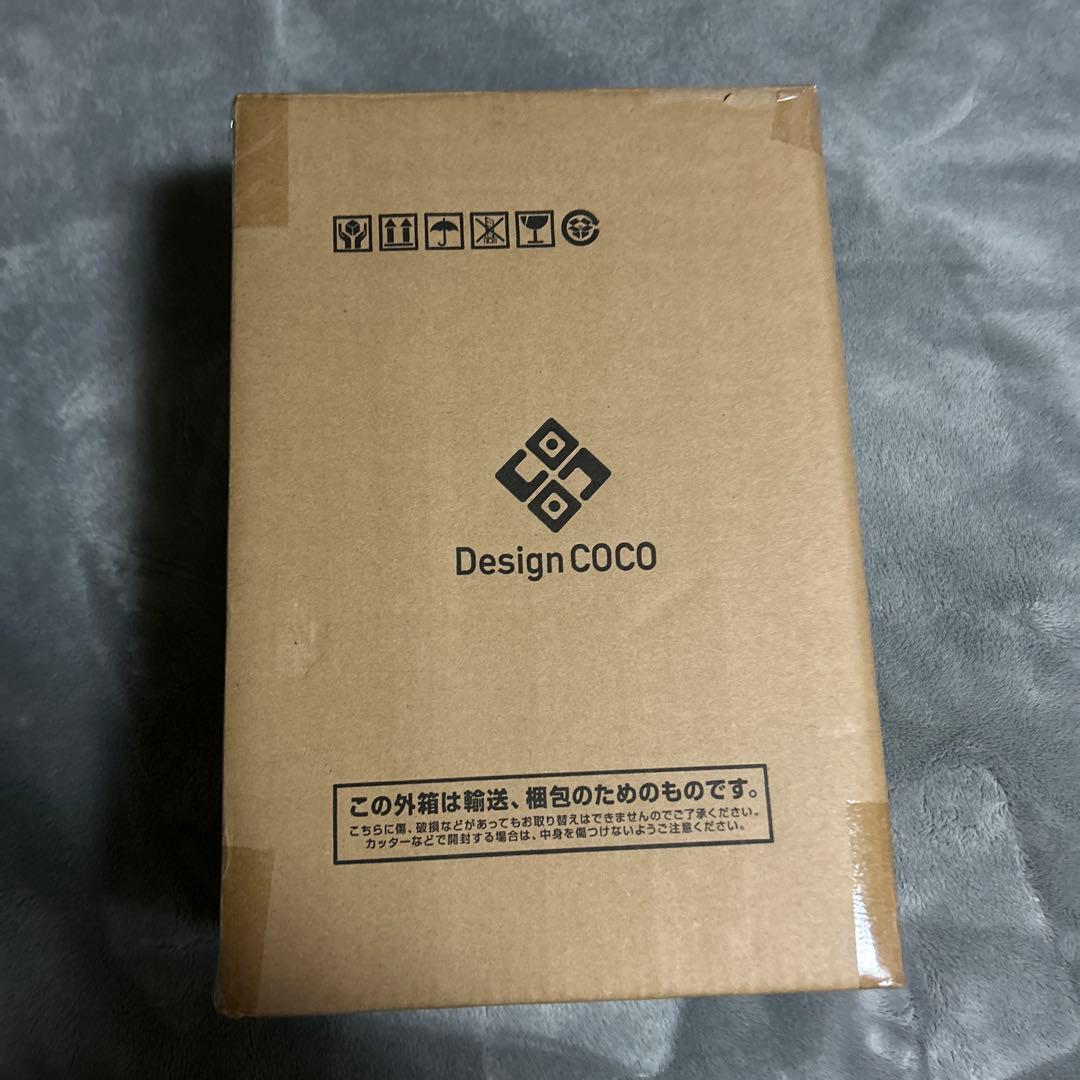 Design COCO
この外箱は輸送、梱包のためのものです。
こちらに傷、破損などがあってもお取り替えはできませんのでご了承ください。
カッターなどで開封する場合は、中身を傷つけないようご注意ください。